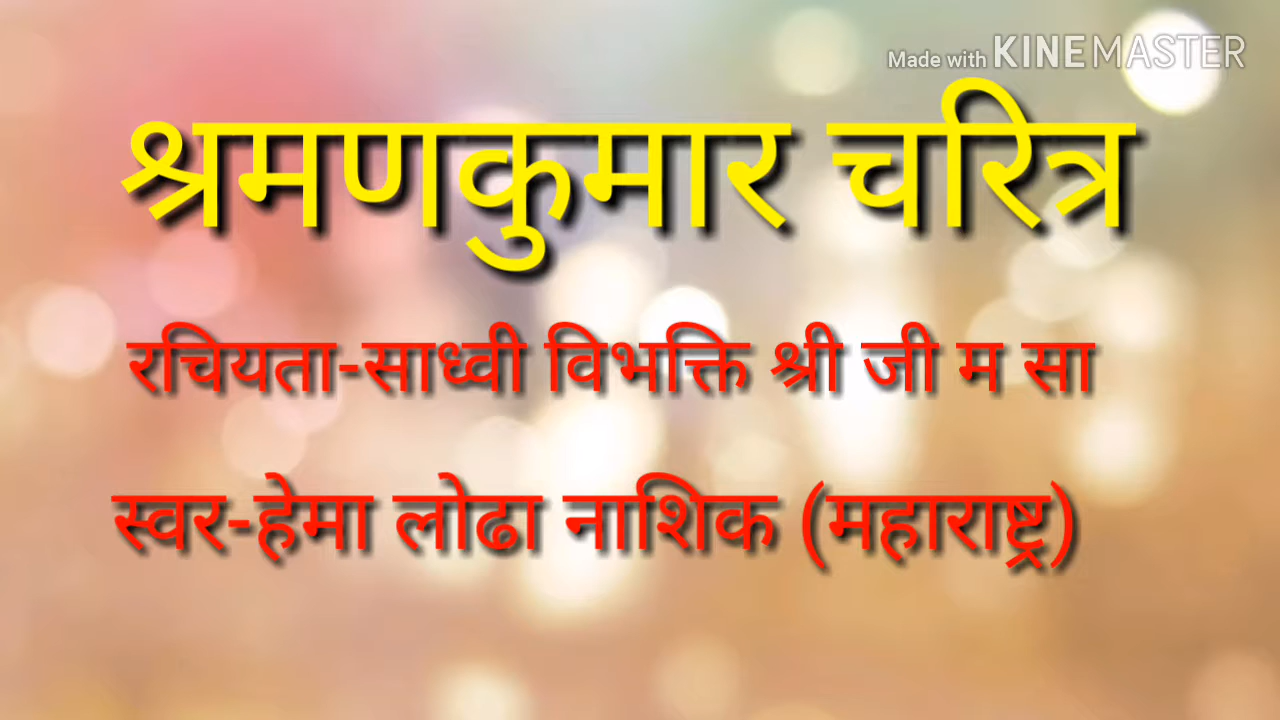 Made with KINEMASTER
श्रमणकुमार चरित्र
रचियता-साध्वी विभक्ति श्री जी म सा
स्वर-हेमा लोढा नाशिक (महाराष्ट्र)